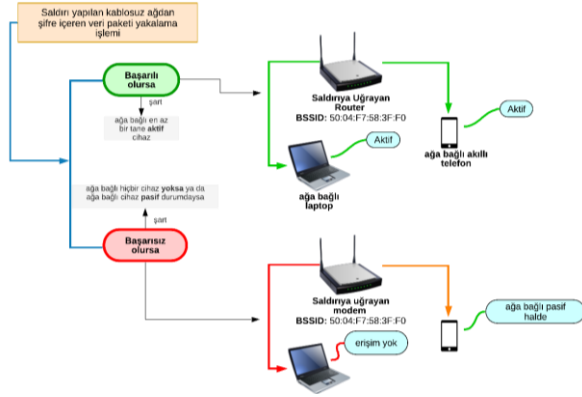 Saldırı yapılan kablosuz ağdan
şifre içeren veri paketi yakalama
işlemi
Başarılı
olursa
şart
ağa bağlı en az
bir tane aktif
cihaz
Saldırıya Uğrayan
Router
BSSID: 50:04:F7:58:3F:F0
Aktif
ağa bağlı
laptop
Aktif
ağa bağlı akıllı
telefon
ağa bağlı hiçbir cihaz yoksa ya da
ağa bağlı cihaz pasif durumdaysa
şart
Başarısız
olursa
Saldırıya uğrayan
modem
BSSID: 50:04:F7:58:3F:F0
erişim yok
ağa bağlı pasif
halde